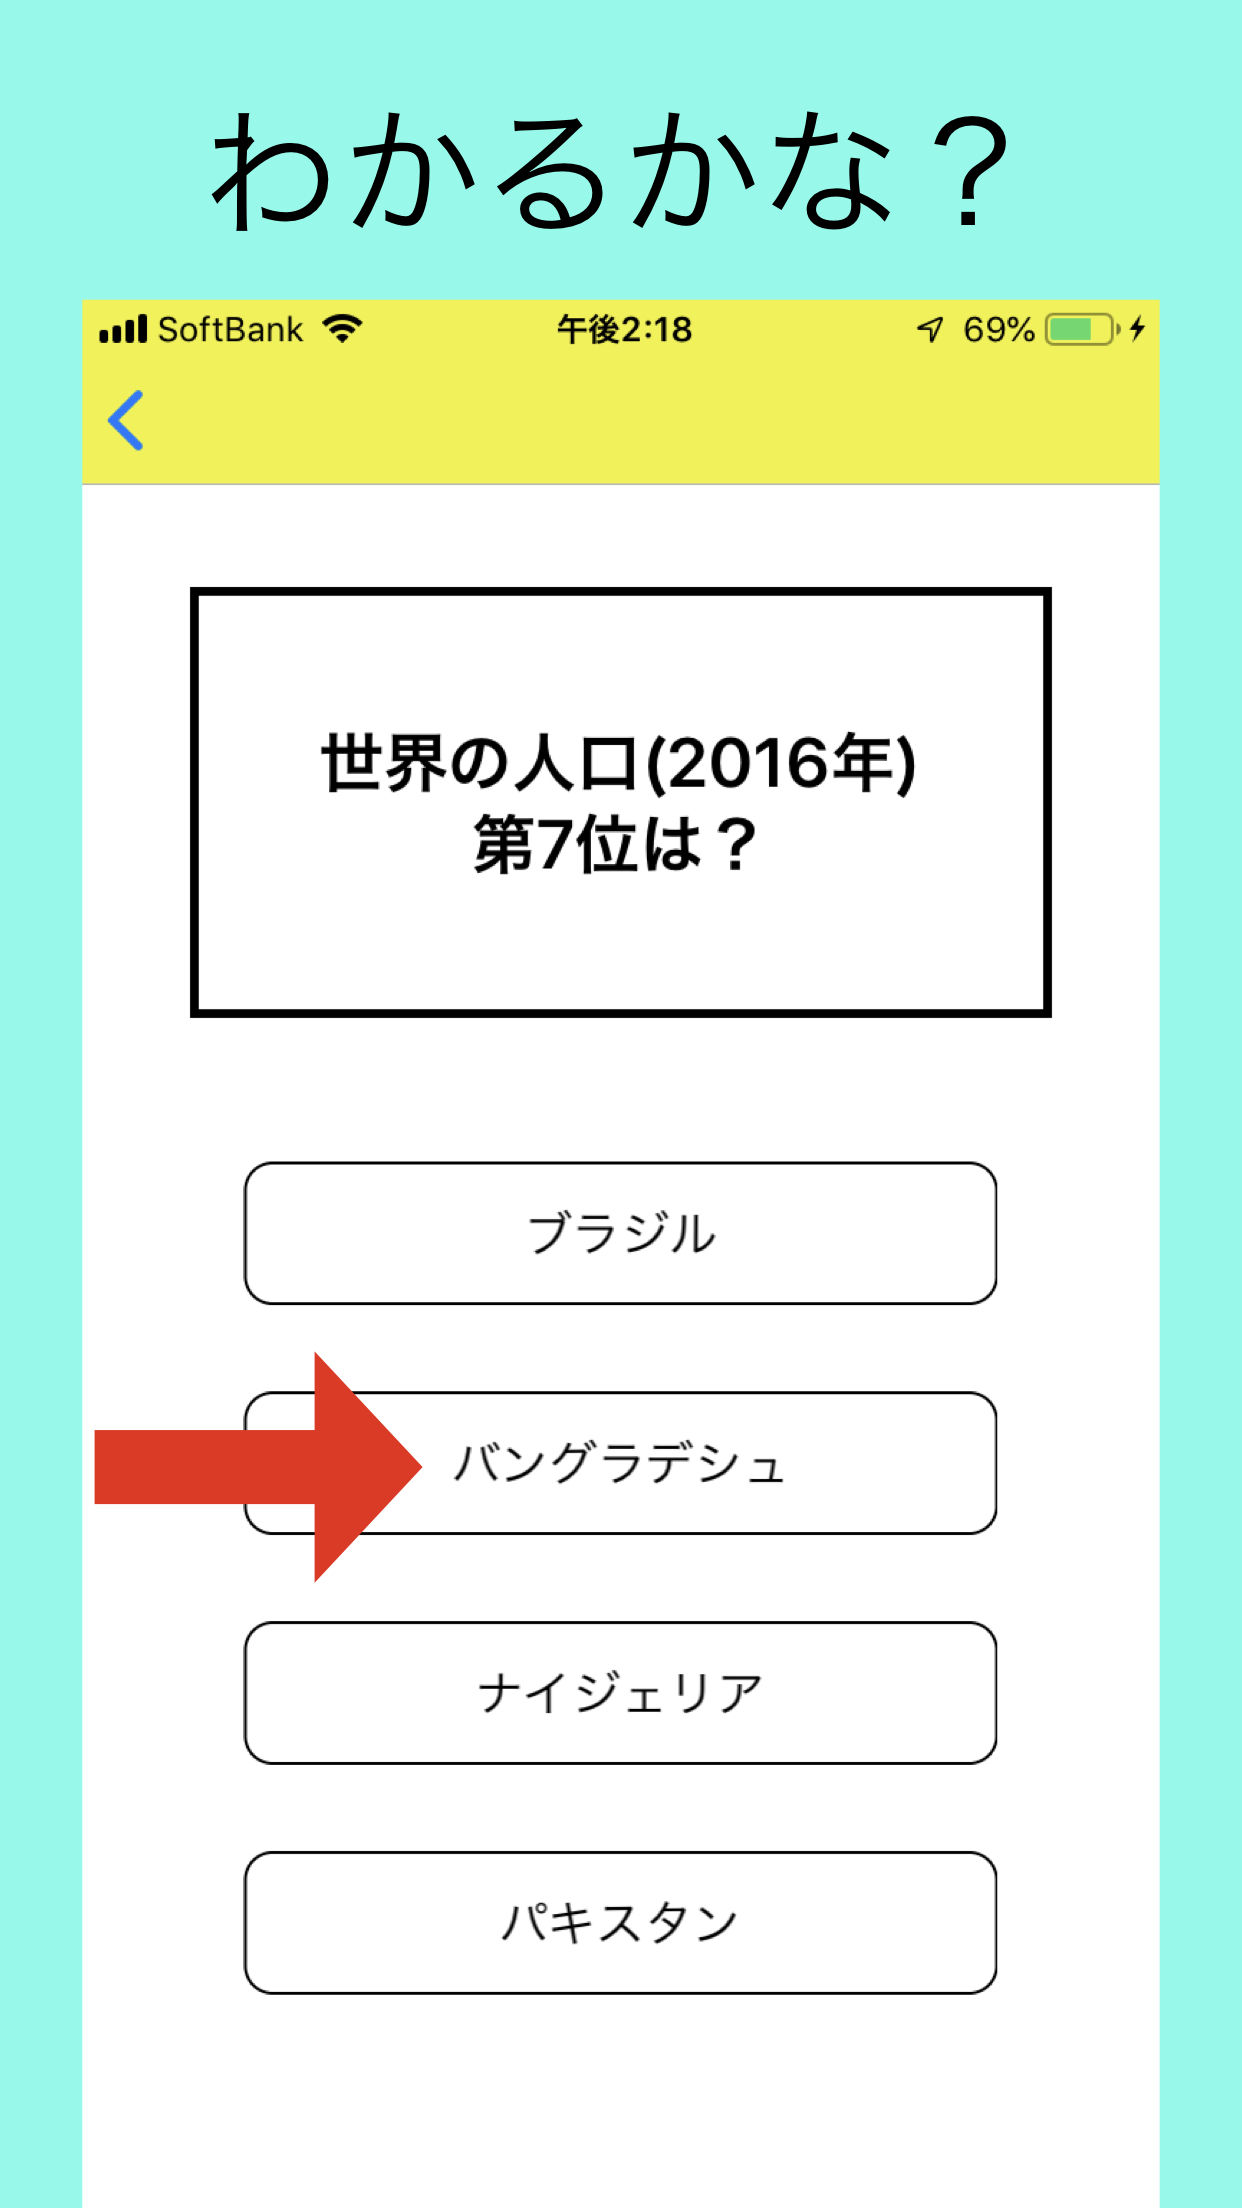 わかるかな？
SoftBank 午後2:18 69%
世界の人口(2016年)
第7位は？
ブラジル
バングラデシュ
ナイジェリア
パキスタン